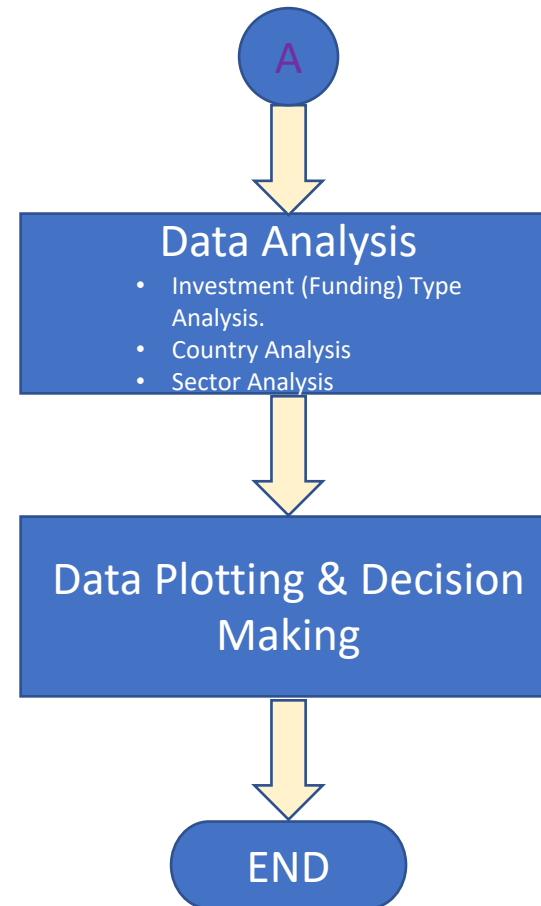 A
Data Analysis
• Investment (Funding) Type
Analysis.
• Country Analysis
• Sector Analysis
Data Plotting & Decision
Making
END